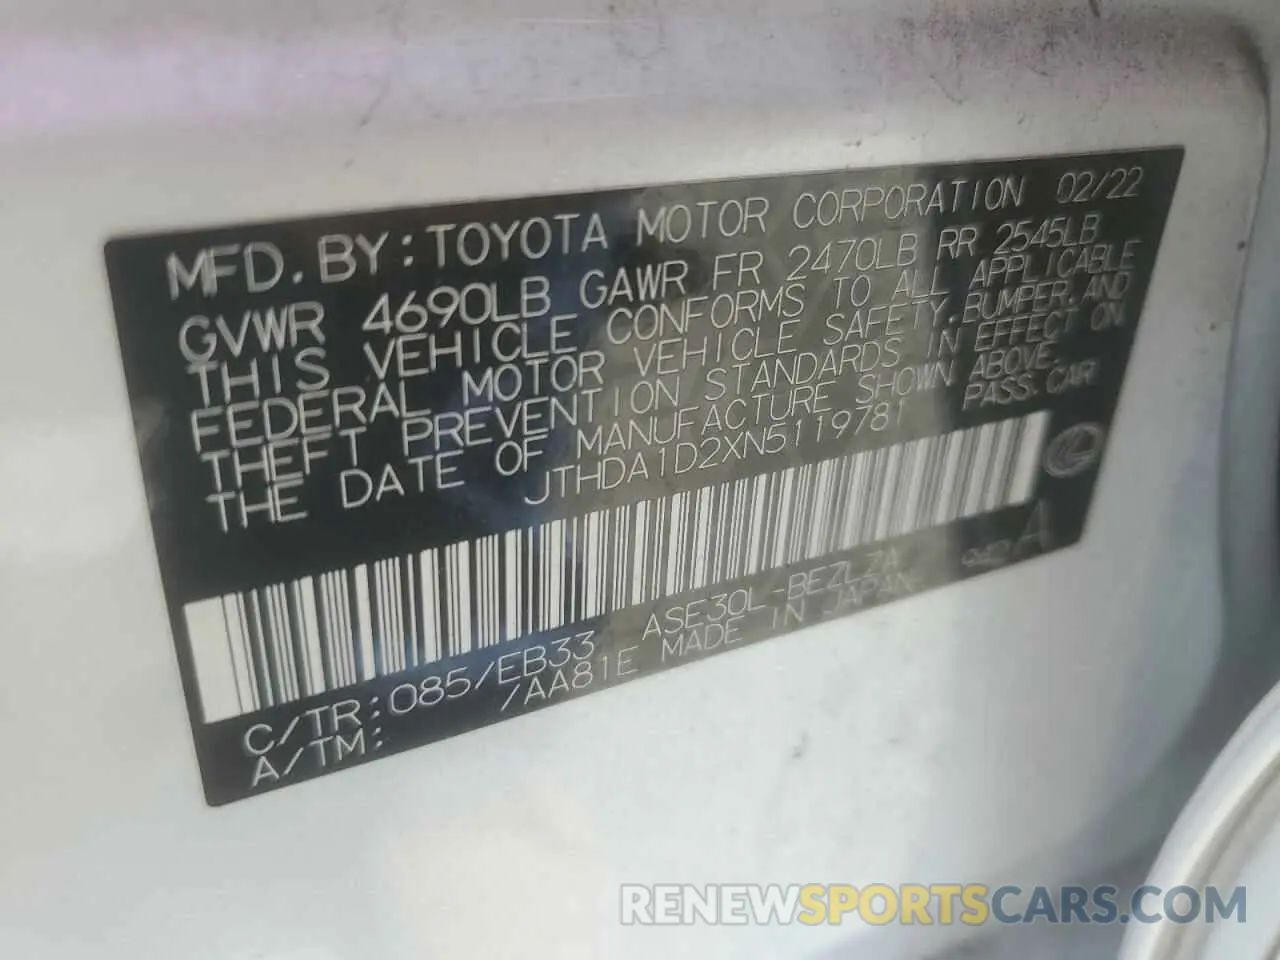 MFD. BY: TOYOTA MOTOR CORPORATION 02/22
GVWR 4690LB GAWR FR 2470LB RR 2545LB
THIS VEHICLE CONFORMS TO ALL APPLICABLE
FEDERAL MOTOR VEHICLE SAFETY, BUMPER, AND
THEFT PREVENTION STANDARDS IN EFFECT ON
THE DATE OF MANUFACTURE SHOWN ABOVE.
JTHDA1D2XN5119781 PASS. CAR
C/TR: 085/EB33 ASE30L-BEZLZA 942 A
A/TM: /AA81E MADE IN JAPAN
RENEWSPORTSCARS.COM